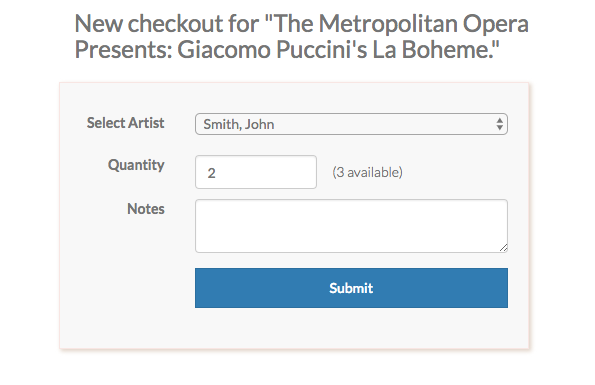 New checkout for "The Metropolitan Opera
Presents: Giacomo Puccini's La Boheme."
Select Artist Smith, John
Quantity 2 (3 available)
Notes
Submit